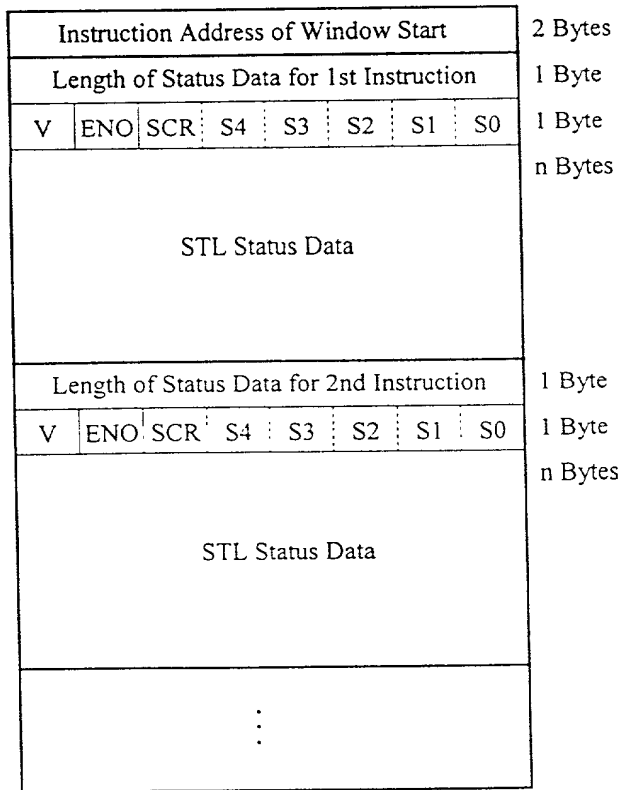 Instruction Address of Window Start 2 Bytes
Length of Status Data for 1st Instruction 1 Byte
V ENO SCR S4 S3 S2 S1 S0 1 Byte
n Bytes
STL Status Data
Length of Status Data for 2nd Instruction 1 Byte
V ENO SCR S4 S3 S2 S1 S0 1 Byte
n Bytes
STL Status Data